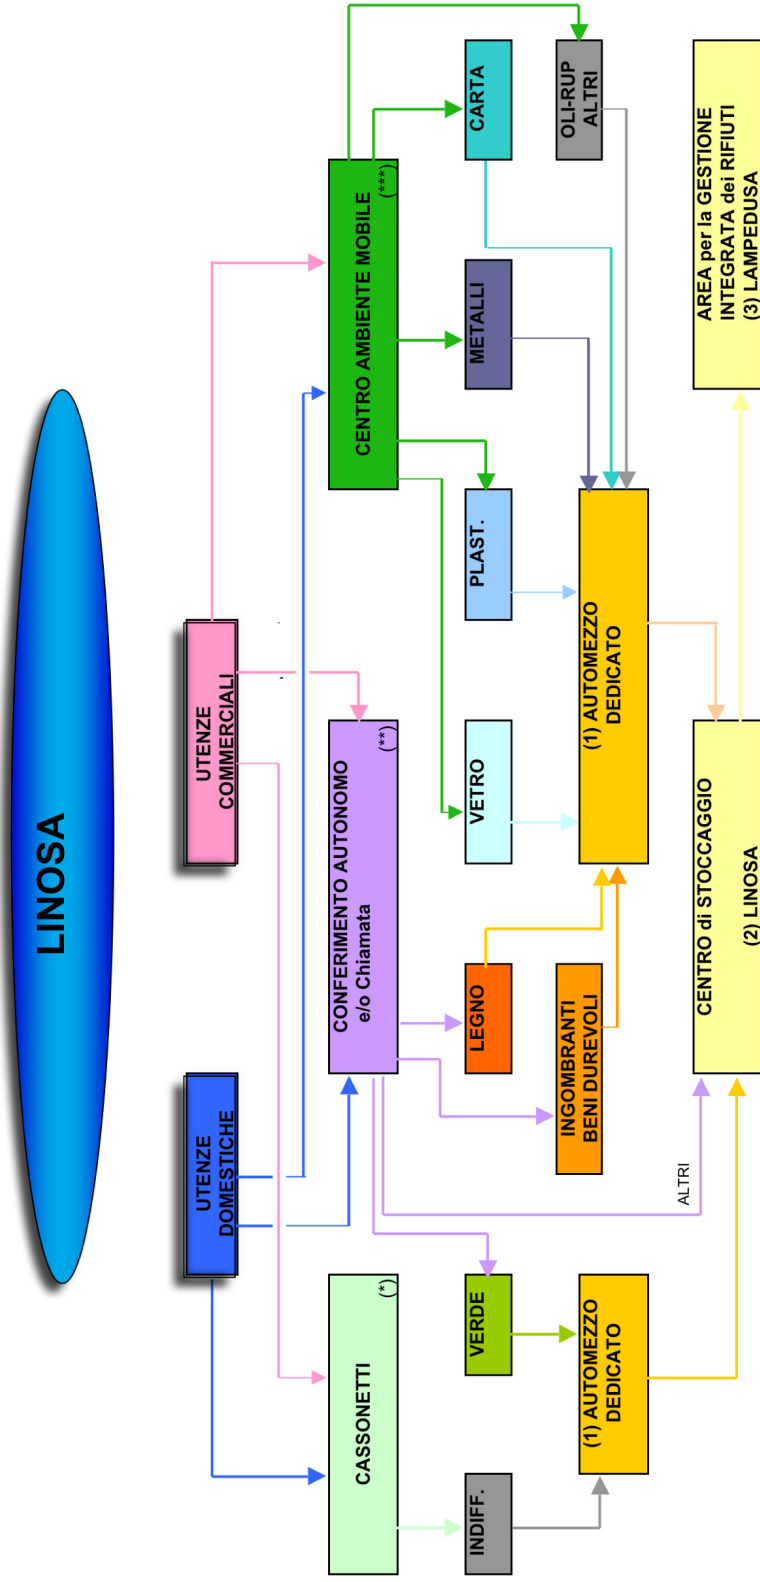 LINOSA
UTENZE
DOMESTICHE
UTENZE
COMMERCIALI
CASSONETTI
(*)
CONFERIMENTO AUTONOMO
e/o Chiamata
(**)
CENTRO AMBIENTE MOBILE
(***)
INDIFF.
VERDE
LEGNO
VETRO
PLAST.
METALLI
CARTA
INGOMBRANTI
BENI DUREVOLI
OLI-RUP
ALTRI
(1) AUTOMEZZO
DEDICATO
(1) AUTOMEZZO
DEDICATO
ALTRI
CENTRO di STOCCAGGIO
(2) LINOSA
AREA per la GESTIONE
INTEGRATA dei RIFIUTI
(3) LAMPEDUSA